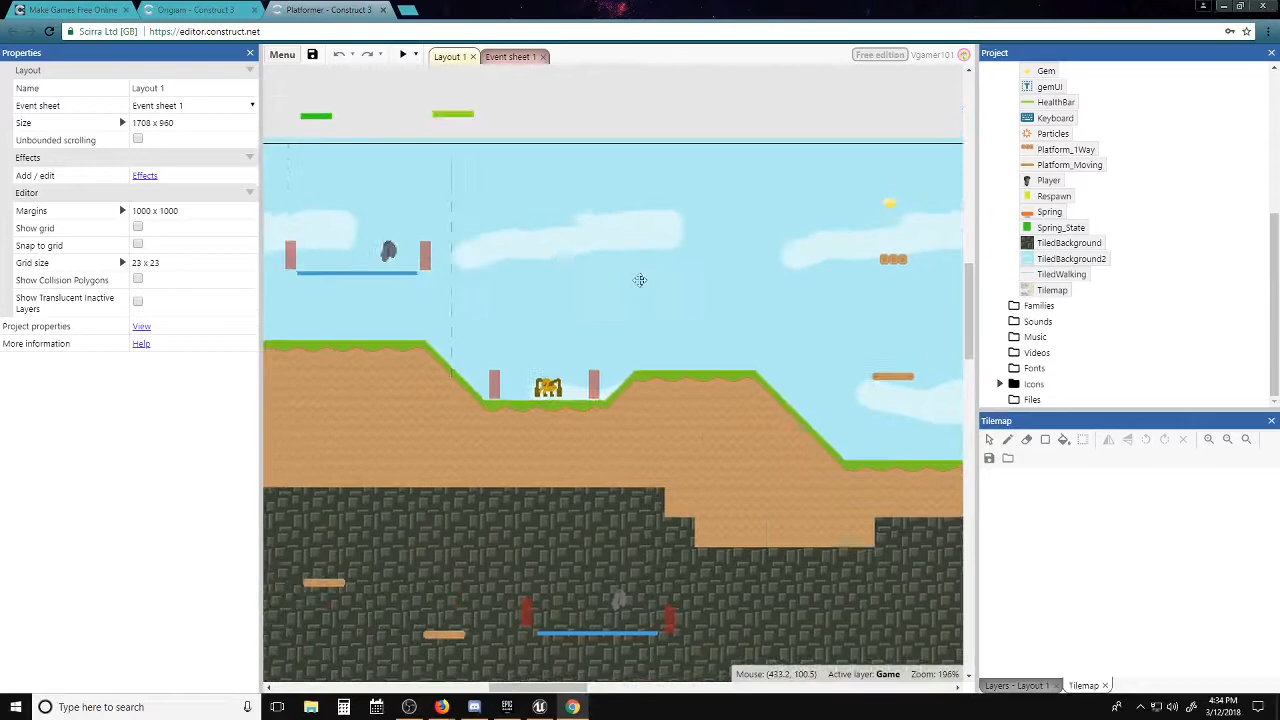 Make Games Free Online
Origiam - Construct 3
Platformer - Construct 3
Scirra Ltd [GB]
https://editor.construct.net
Properties
Menu
Layout 1
Event sheet 1
Free edition
Vgamer101
Project
Layout
Name
Layout 1
Event sheet
Event sheet 1
Size
1708 x 960
Unbounded scrolling
Effects
Add / edit
Effects
Editor
Margins
1000 x 1000
Show grid
Snap to grid
Grid size
23 x 23
Show Collision Polygons
Show Translucent Inactive
Layers
Project properties
View
More information
Help
Gem
gemUI
HealthBar
Keyboard
Particles
Platform_1Way
Platform_Moving
Player
Respawn
Spring
Spring_State
TiledBackground
TiledBackground2
TiledWalking
Tilemap
Families
Sounds
Music
Videos
Fonts
Icons
Files
Tilemap
Mouse: (433.2, 100.5)
Active layer: Game
Zoom: 196%
Layers - Layout 1
Tilemap
Type here to search
EPIC
4:34 PM
3/12/2018